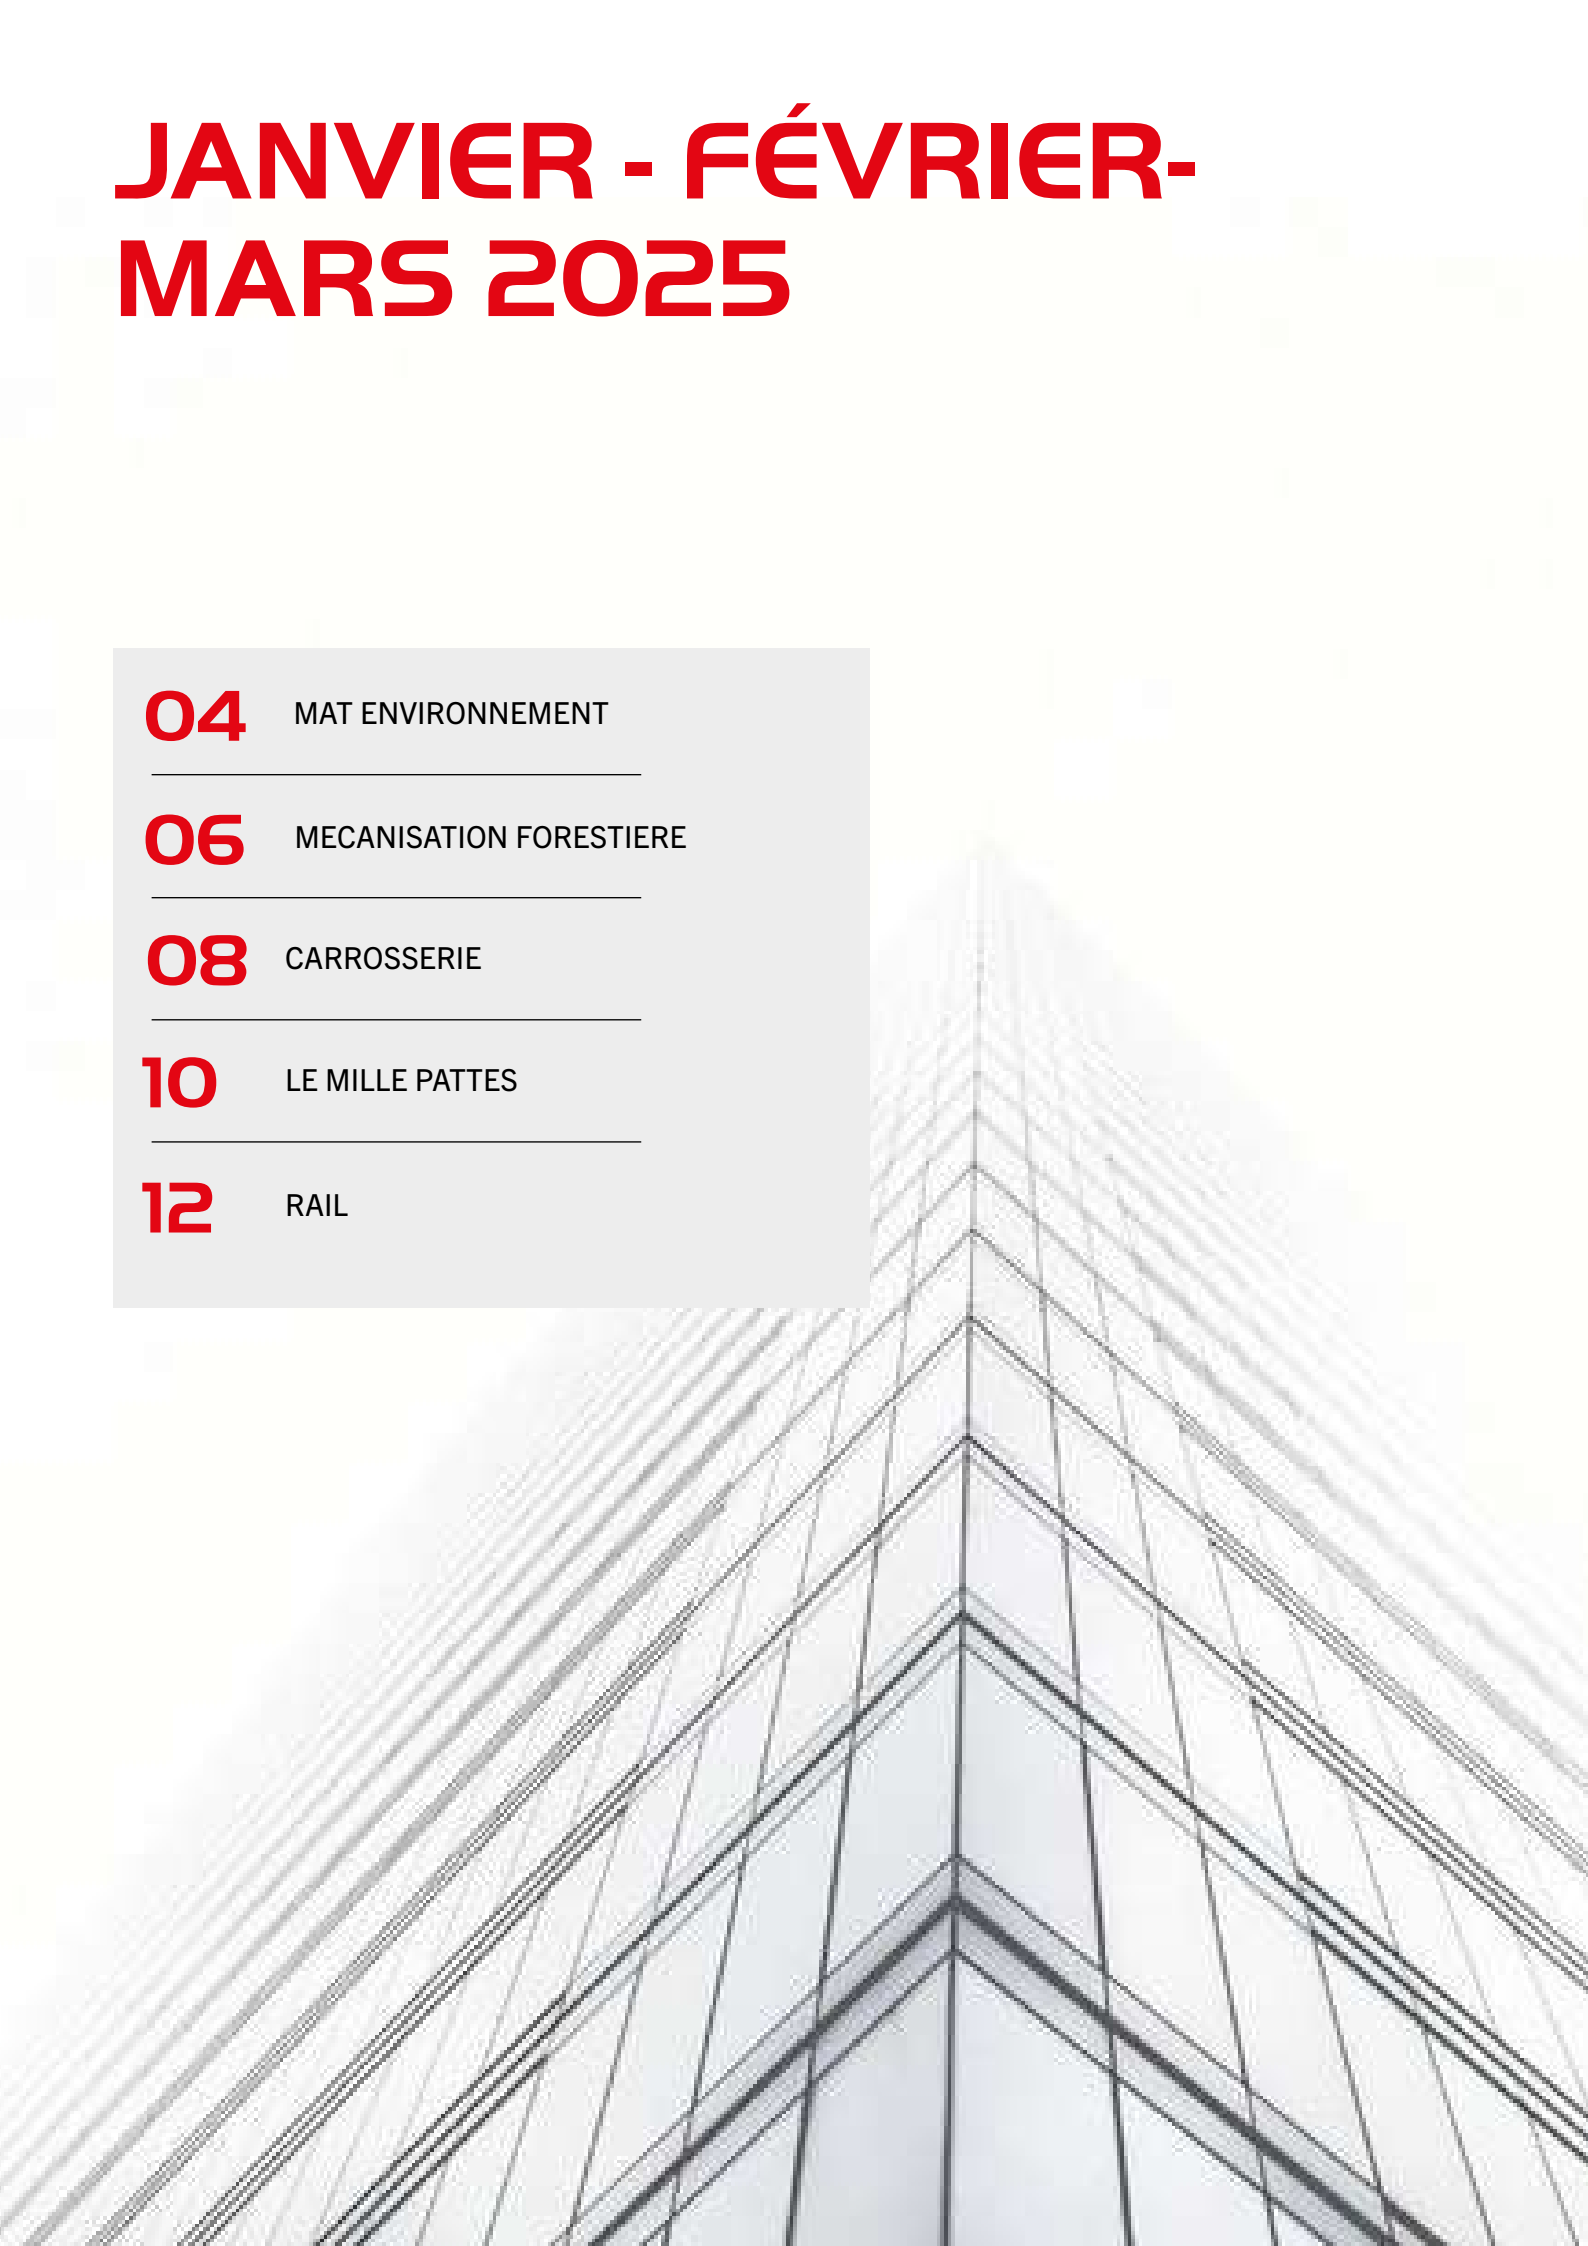 JANVIER - FÉVRIER-
MARS 2025
04 MAT ENVIRONNEMENT
06 MECANISATION FORESTIERE
08 CARROSSERIE
10 LE MILLE PATTES
12 RAIL